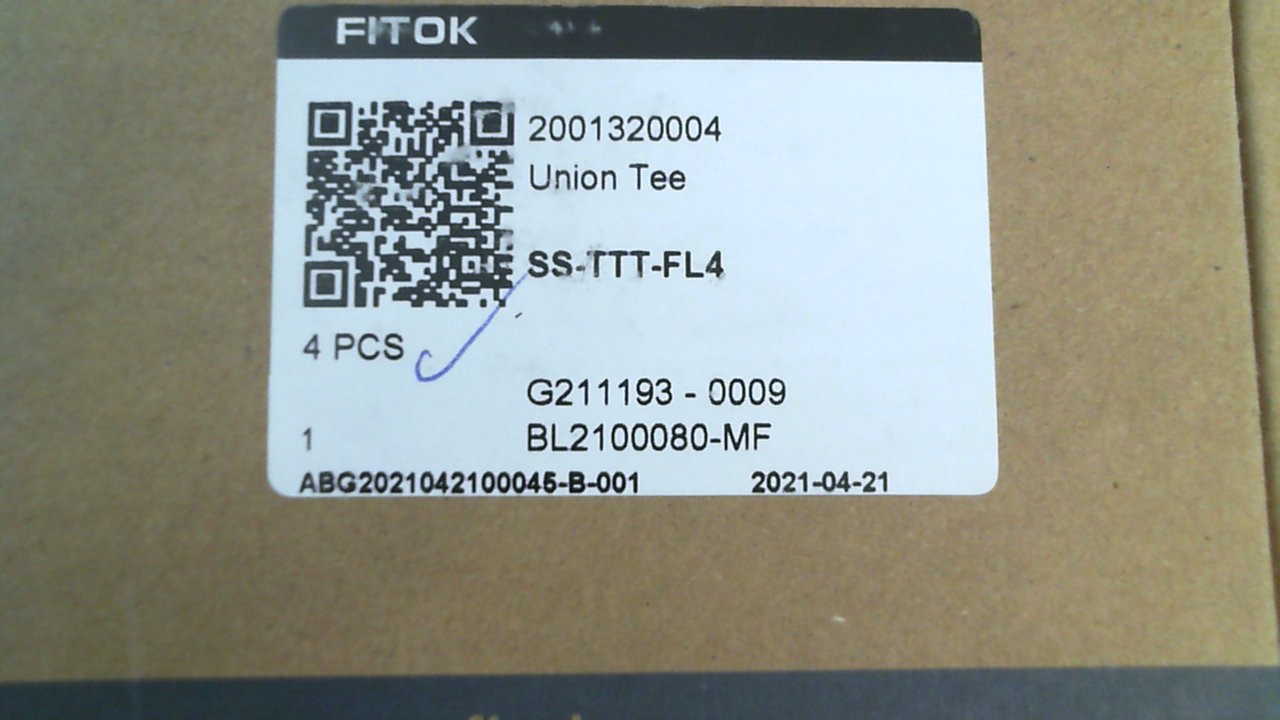 FITOK
2001320004
Union Tee
SS-TTT-FL4
4 PCS
G211193 - 0009
1
BL2100080-MF
ABG2021042100045-B-001
2021-04-21